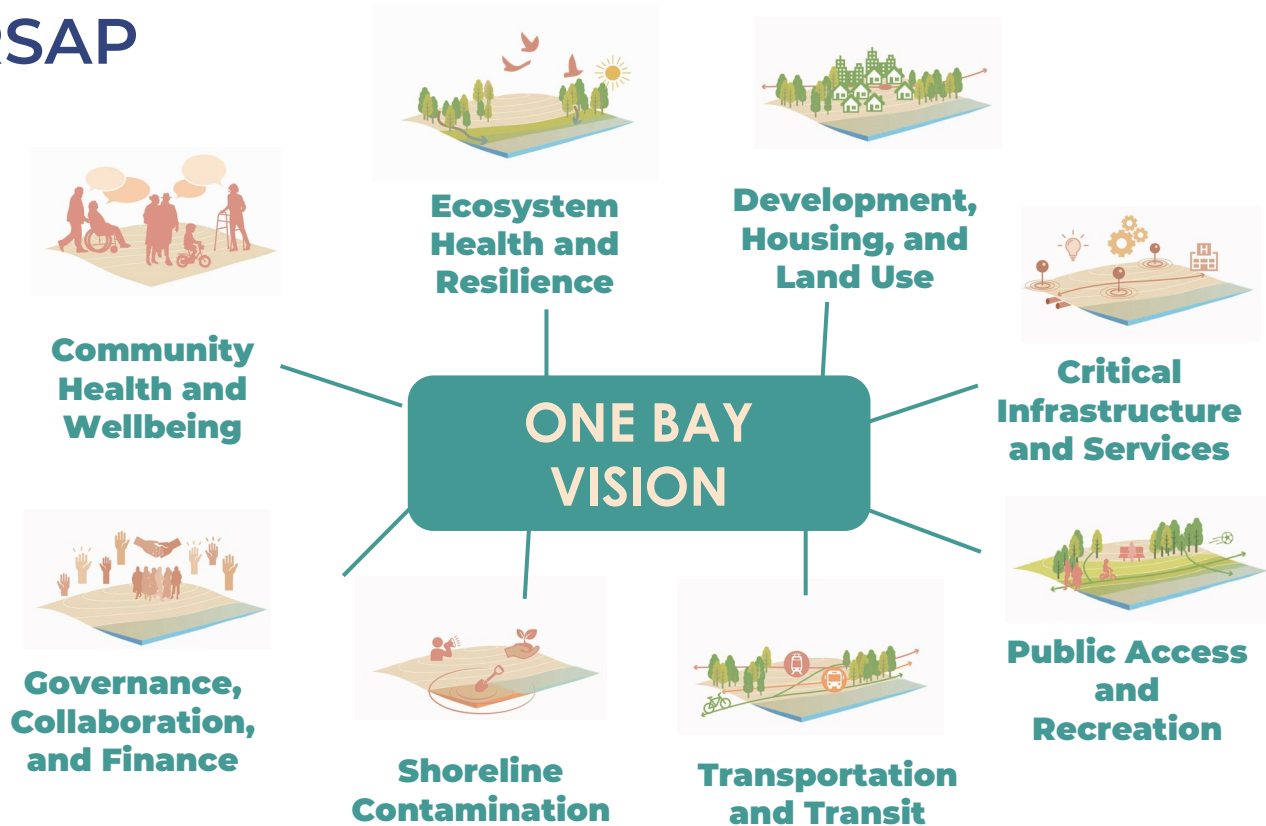 RSAP
Ecosystem
Health and
Resilience
Development,
Housing, and
Land Use
Community
Health and
Wellbeing
H
Critical
Infrastructure
and Services
ONE BAY
VISION
Governance,
Collaboration,
and Finance
Shoreline
Contamination
Transportation
and Transit
Public Access
and
Recreation